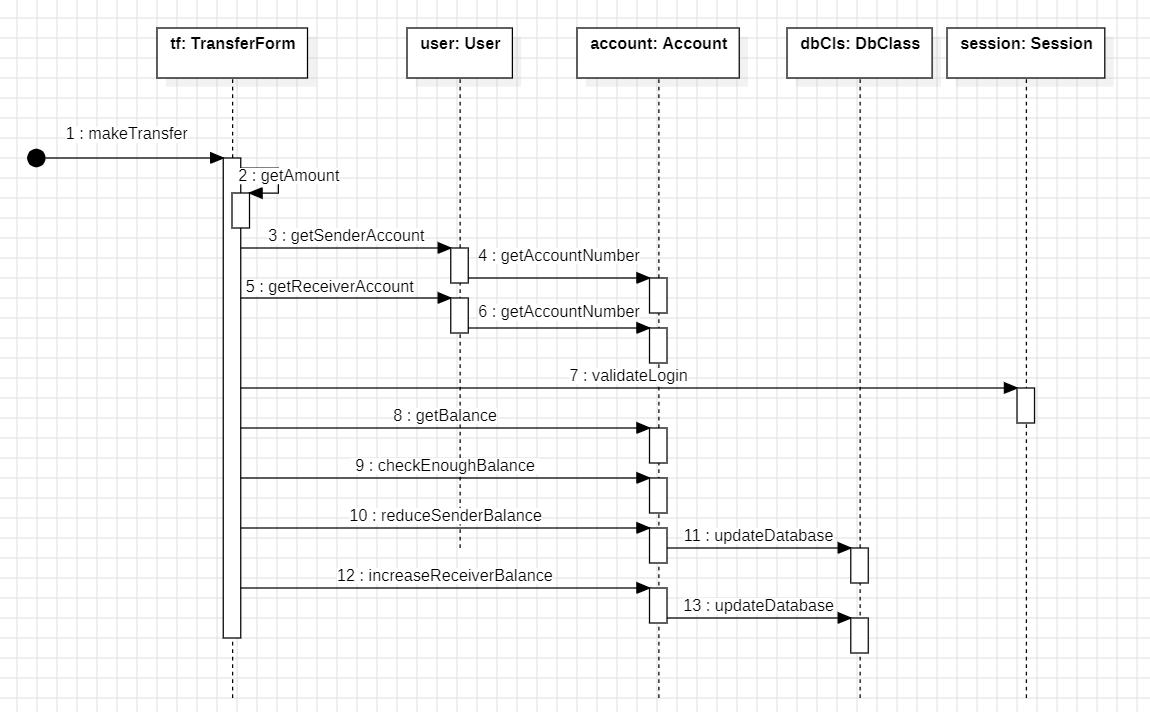 tf: TransferForm
user: User
account: Account
dbCls: DbClass
session: Session
1 : makeTransfer
2 : getAmount
3 : getSenderAccount
4 : getAccountNumber
5 : getReceiverAccount
6 : getAccountNumber
7 : validateLogin
8 : getBalance
9 : checkEnoughBalance
10 : reduceSenderBalance
11 : updateDatabase
12 : increaseReceiverBalance
13 : updateDatabase